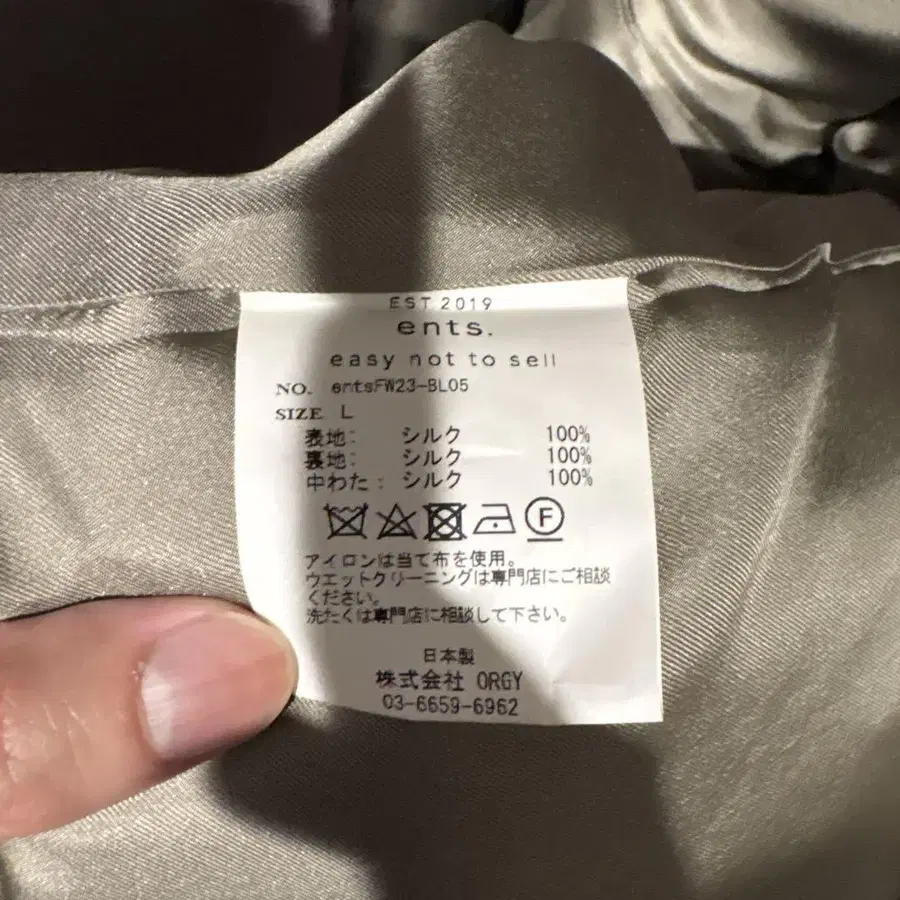 EST 2019
ents.
easy not to sell
NO. entsFW23-BL05
SIZE L
表地: シルク 100%
裏地: シルク 100%
中わた: シルク 100%
F
アイロンは当て布を使用。
ウエットクリーニングは専門店にご相談
ください。
洗たくは専門店に相談して下さい。
日本製
株式会社 ORGY
03-6659-6962